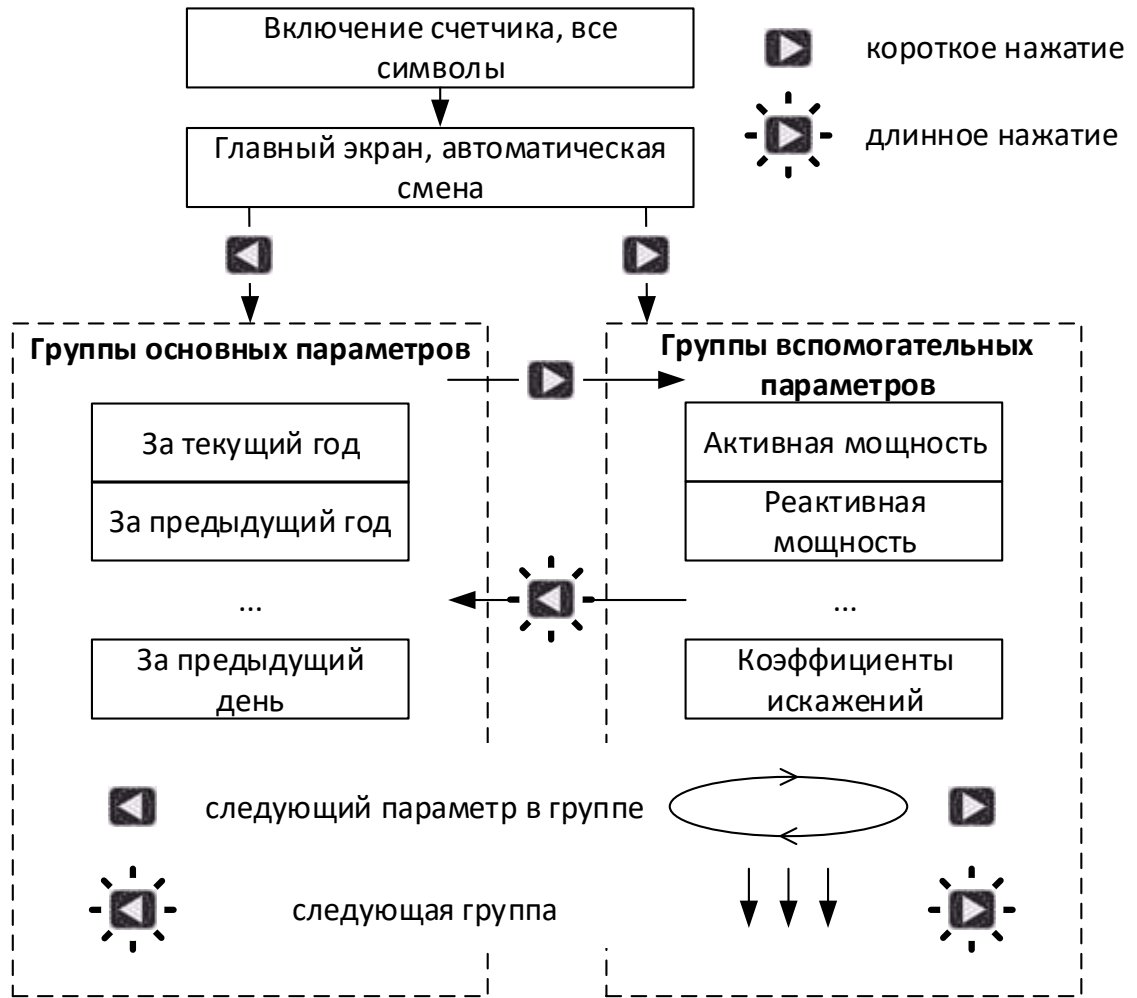 Включение счетчика, все
символы
короткое нажатие
длинное нажатие
Главный экран, автоматическая
смена
Группы основных параметров
За текущий год
За предыдущий год
...
За предыдущий
день
Группы вспомогательных
параметров
Активная мощность
Реактивная
мощность
...
Коэффициенты
искажений
следующий параметр в группе
следующая группа